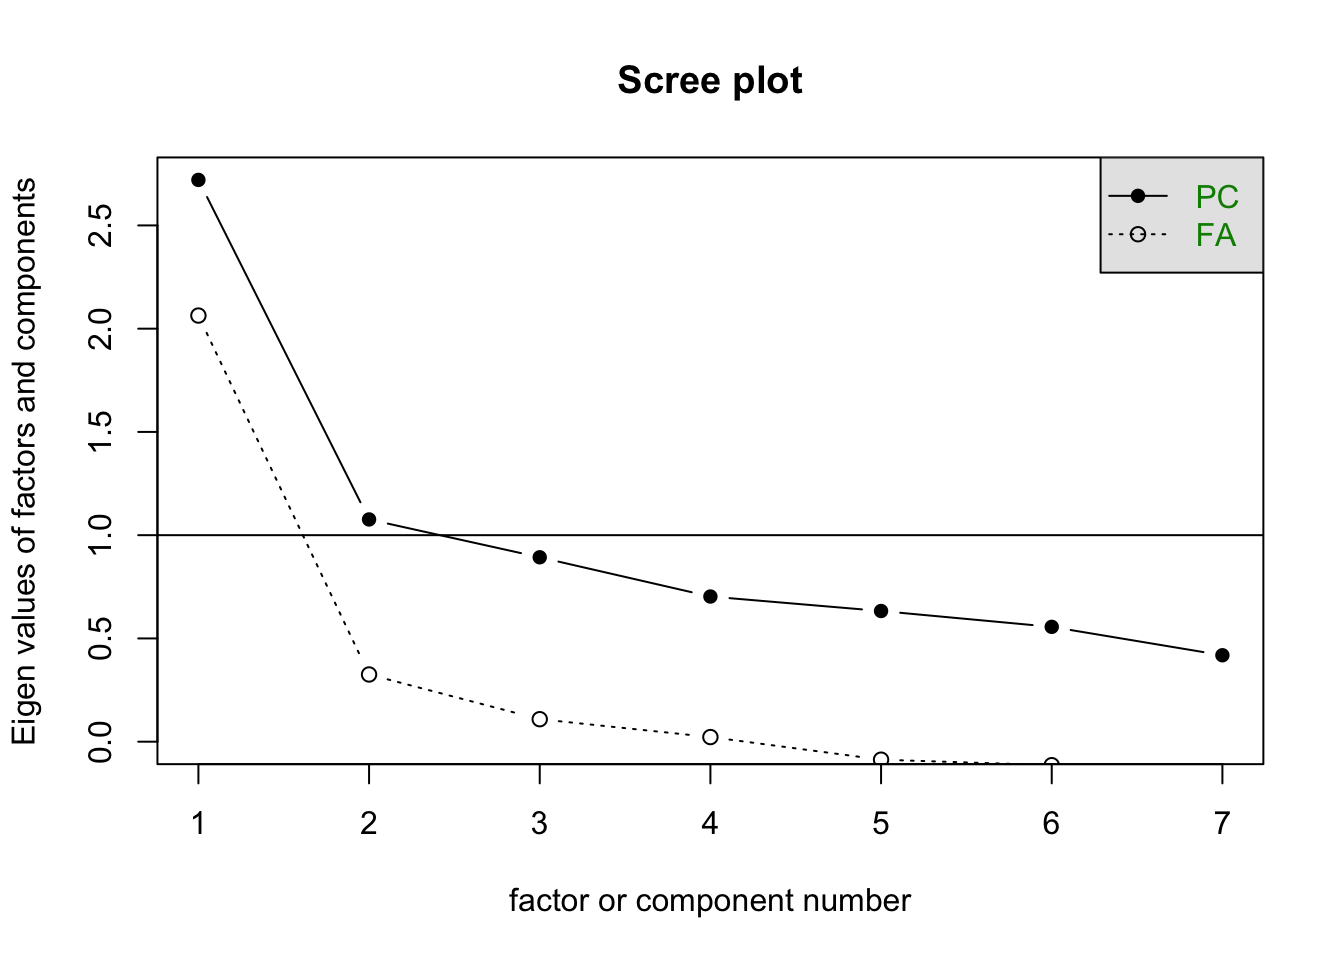 Scree plot
PC
FA
Eigen values of factors and components
2.5
2.0
1.5
1.0
0.5
0.0
1 2 3 4 5 6 7
factor or component number